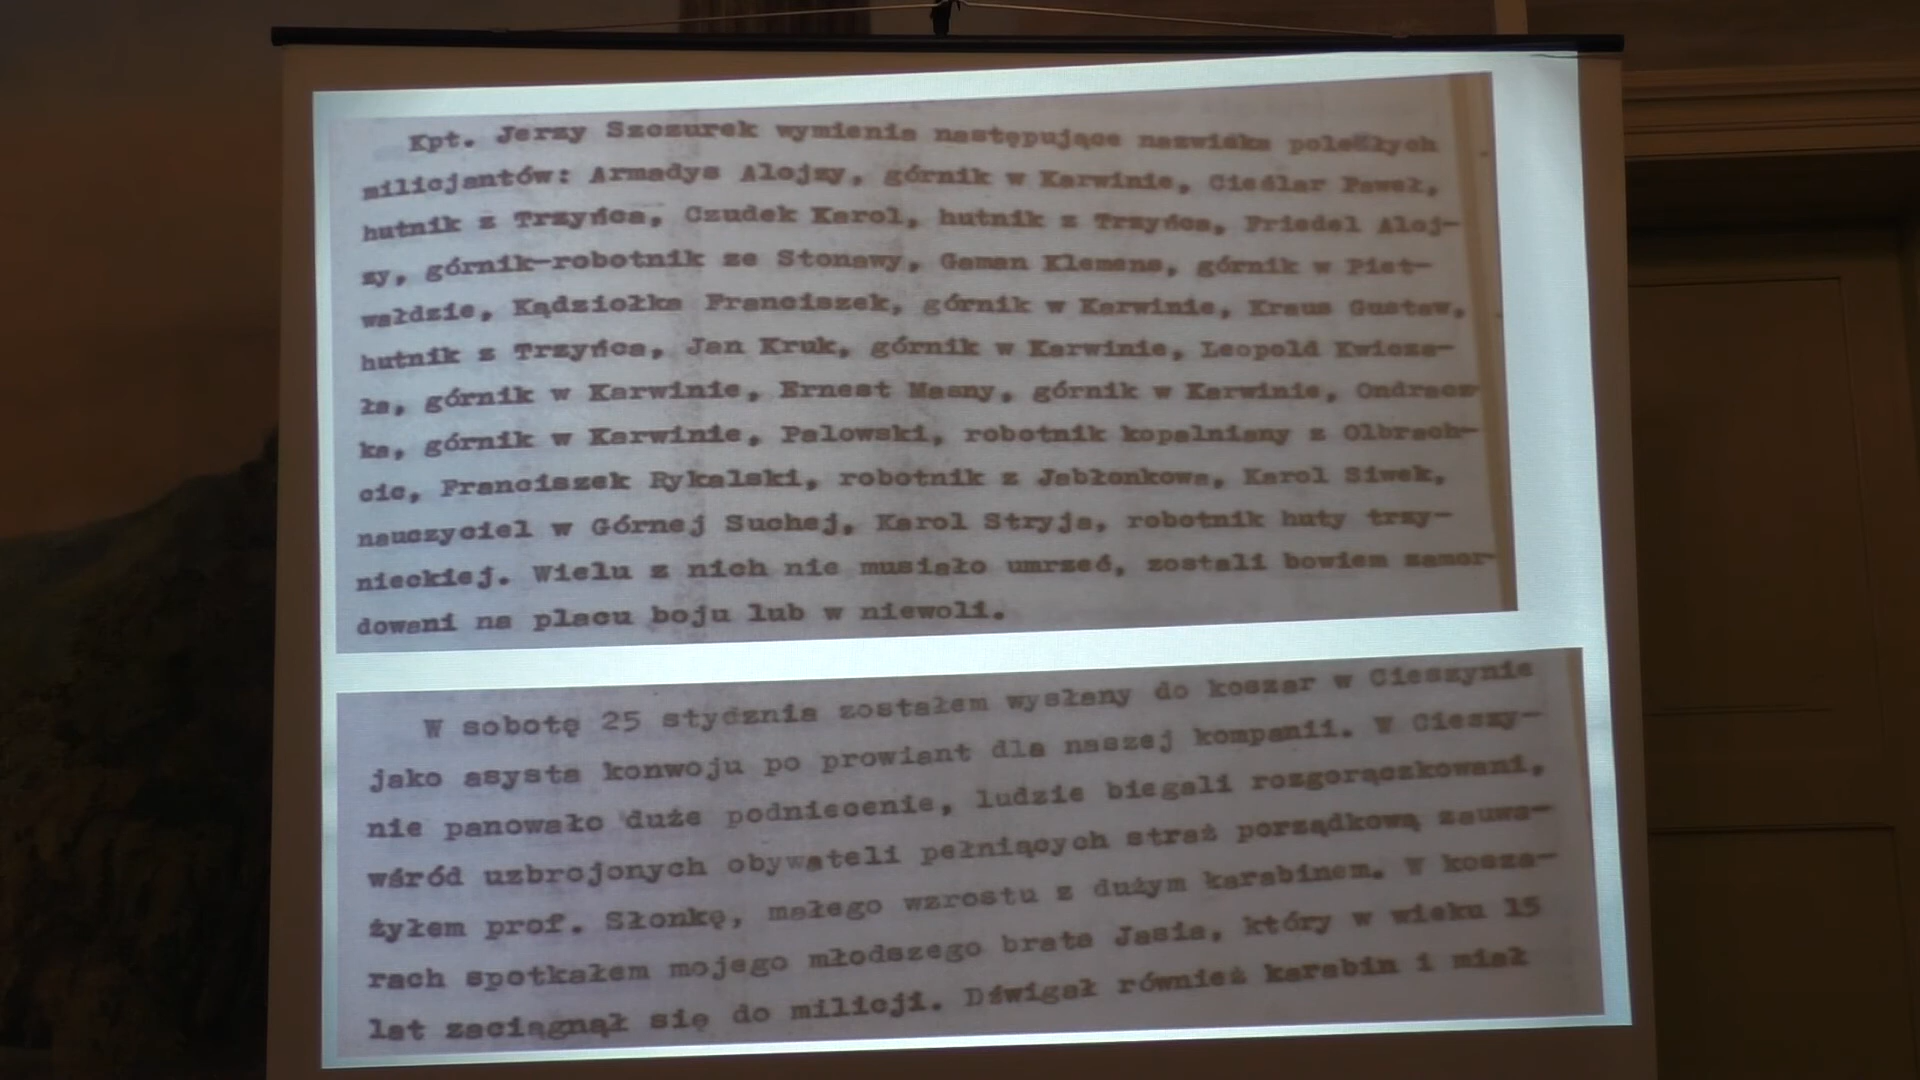 Kpt. Jerzy Szczurek wymienia następujące nazwiska poległych
milicjantów: Armadys Alojzy, górnik w Karwinie, Cieślar Paweł,
hutnik z Trzyńca, Czudek Karol, hutnik z Trzyńca, Friedel Aloj-
zy, górnik-robotnik ze Stonawy, Gaman Klemens, górnik w Piet-
wałdzie, Kądziołka Franciszek, górnik w Karwinie, Kraus Gustaw,
hutnik z Trzyńca, Jan Kruk, górnik w Karwinie, Leopold Kwicza-
ła, górnik w Karwinie, Ernest Masny, górnik w Karwinie, Ondracz-
ka, górnik w Karwinie, Palowski, robotnik kopalniany z Olbrach-
cic, Franciszek Rykalski, robotnik z Jabłonkowa, Karol Siwek,
nauczyciel w Górnej Suchej, Karol Stryja, robotnik huty trzy-
nieckiej. Wielu z nich nie musiało umrzeć, zostali bowiem zamor-
dowani na placu boju lub w niewoli.
W sobotę 25 stycznia zostałem wysłany do koszar w Cieszynie
jako asysta konwoju po prowiant dla naszej kompanii. W Cieszy-
nie panowało duże podniecenie, ludzie biegali rozgorączkowani,
wśród uzbrojonych obywateli pełniących straż porządkową zauwa-
żyłem prof. Słonkę, małego wzrostu z dużym karabinem. W kosza-
rach spotkałem mojego młodszego brata Jasia, który w wieku 15
lat zaciągnął się do milicji. Dźwigał również karabin i miał